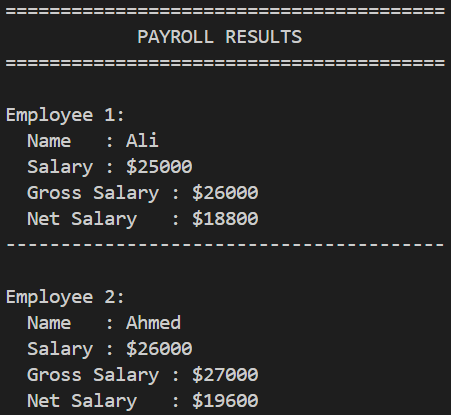 ========================================
            PAYROLL RESULTS
========================================

Employee 1:
  Name   : Ali
  Salary : $25000
  Gross Salary : $26000
  Net Salary   : $18800
----------------------------------------

Employee 2:
  Name   : Ahmed
  Salary : $26000
  Gross Salary : $27000
  Net Salary   : $19600